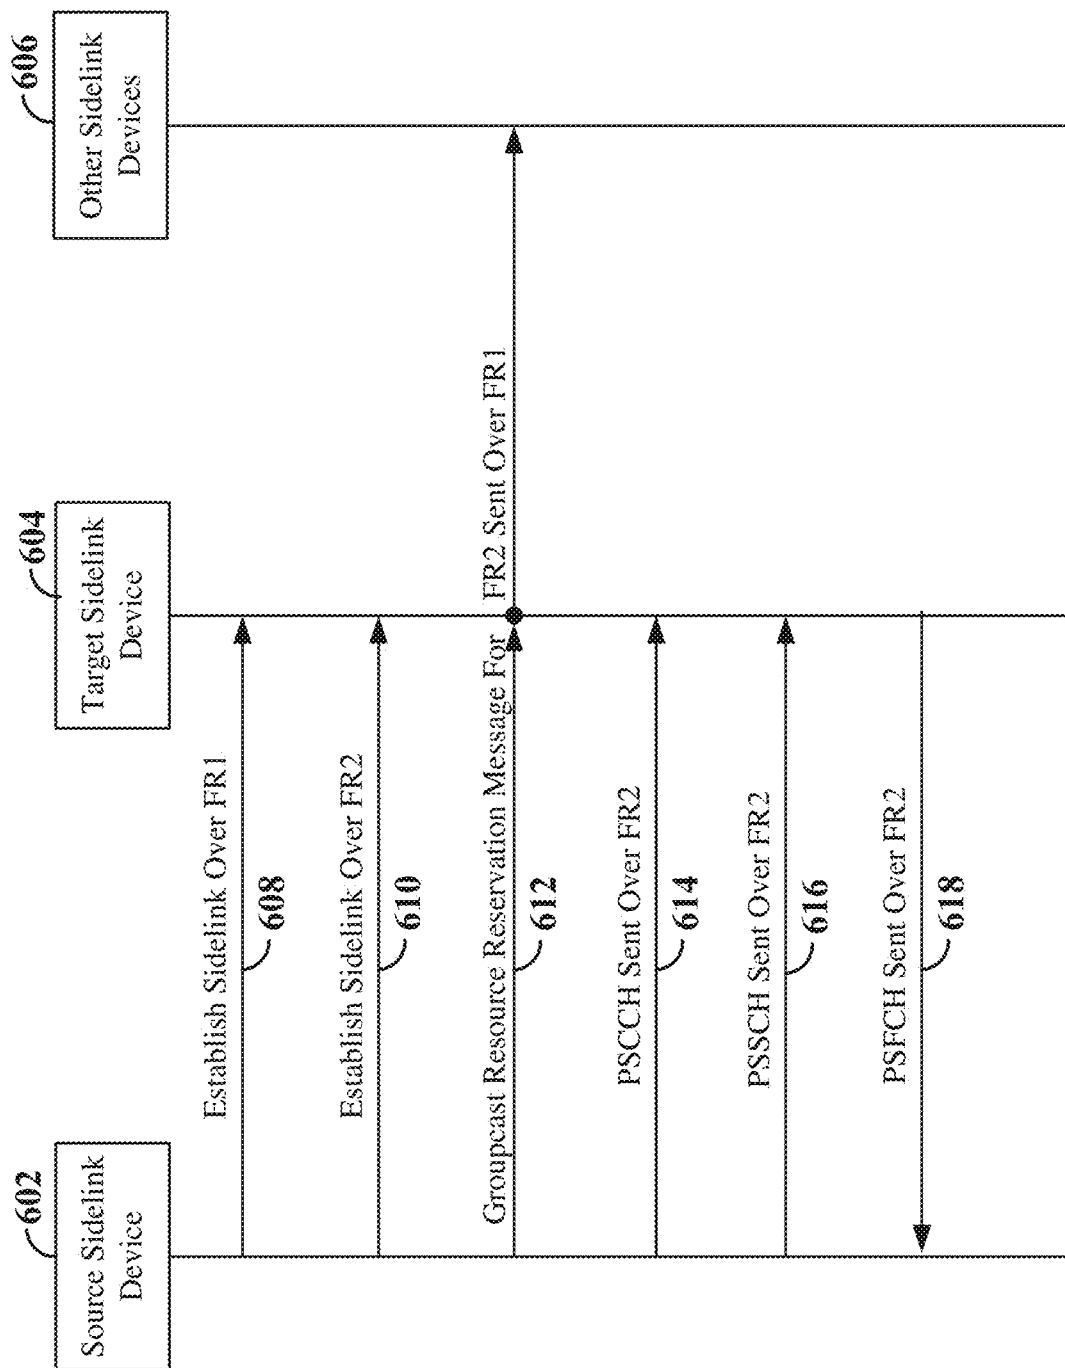 602
Source Sidelink
Device
604
Target Sidelink
Device
606
Other Sidelink
Devices
Establish Sidelink Over FR1
608
Establish Sidelink Over FR2
610
Groupcast Resource Reservation Message For FR2 Sent Over FR1
612
PSCCH Sent Over FR2
614
PSSCH Sent Over FR2
616
PSFCH Sent Over FR2
618